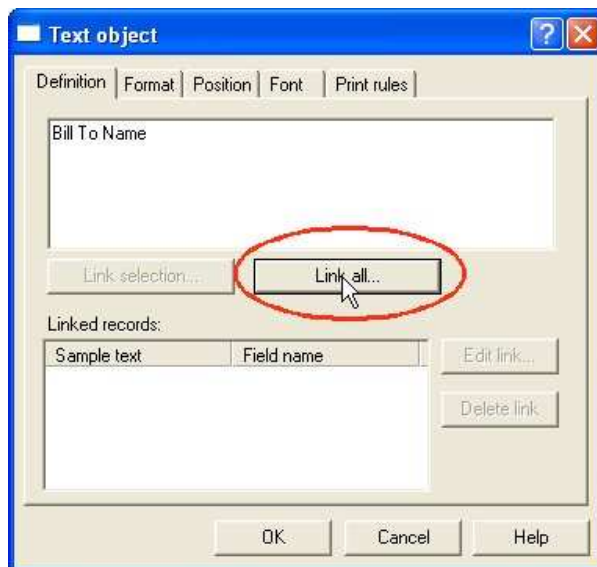 Text object ?
Definition Format Position Font Print rules
Bill To Name
Link selection... Link all...
Linked records:
Sample text Field name Edit link...
Delete link
OK Cancel Help